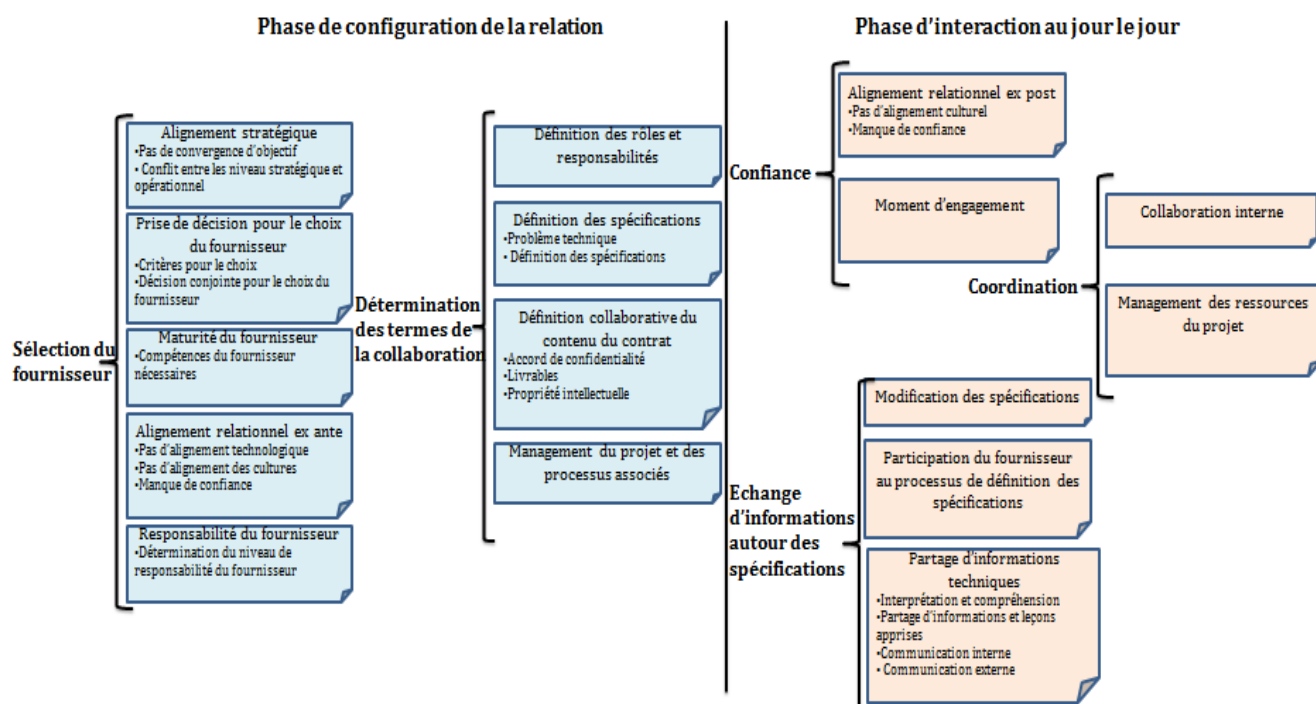 Phase de configuration de la relation
Sélection du
fournisseur
Alignement stratégique
•Pas de convergence d'objectif
• Conflit entre les niveau stratégique et
opérationnel
Prise de décision pour le choix
du fournisseur
•Critères pour le choix
•Décision conjointe pour le choix du
fournisseur
Maturité du fournisseur
•Compétences du fournisseur
nécessaires
Alignement relationnel ex ante
•Pas d'alignement technologique
•Pas d'alignement des cultures
•Manque de confiance
Responsabilité du fournisseur
•Détermination du niveau de
responsabilité du fournisseur
Détermination
des termes de
la collaboration
Définition des rôles et
responsabilités
Définition des spécifications
•Problème technique
• Définition des spécifications
Définition collaborative du
contenu du contrat
•Accord de confidentialité
•Livrables
•Propriété intellectuelle
Management du projet et des
processus associés
Phase d'interaction au jour le jour
Confiance
Alignement relationnel ex post
•Pas d'alignement culturel
•Manque de confiance
Moment d'engagement
Coordination
Collaboration interne
Management des ressources
du projet
Echange
d'informations
autour des
spécifications
Modification des spécifications
Participation du fournisseur
au processus de définition des
spécifications
Partage d'informations
techniques
•Interprétation et compréhension
•Partage d'informations et leçons
apprises
•Communication interne
• Communication externe